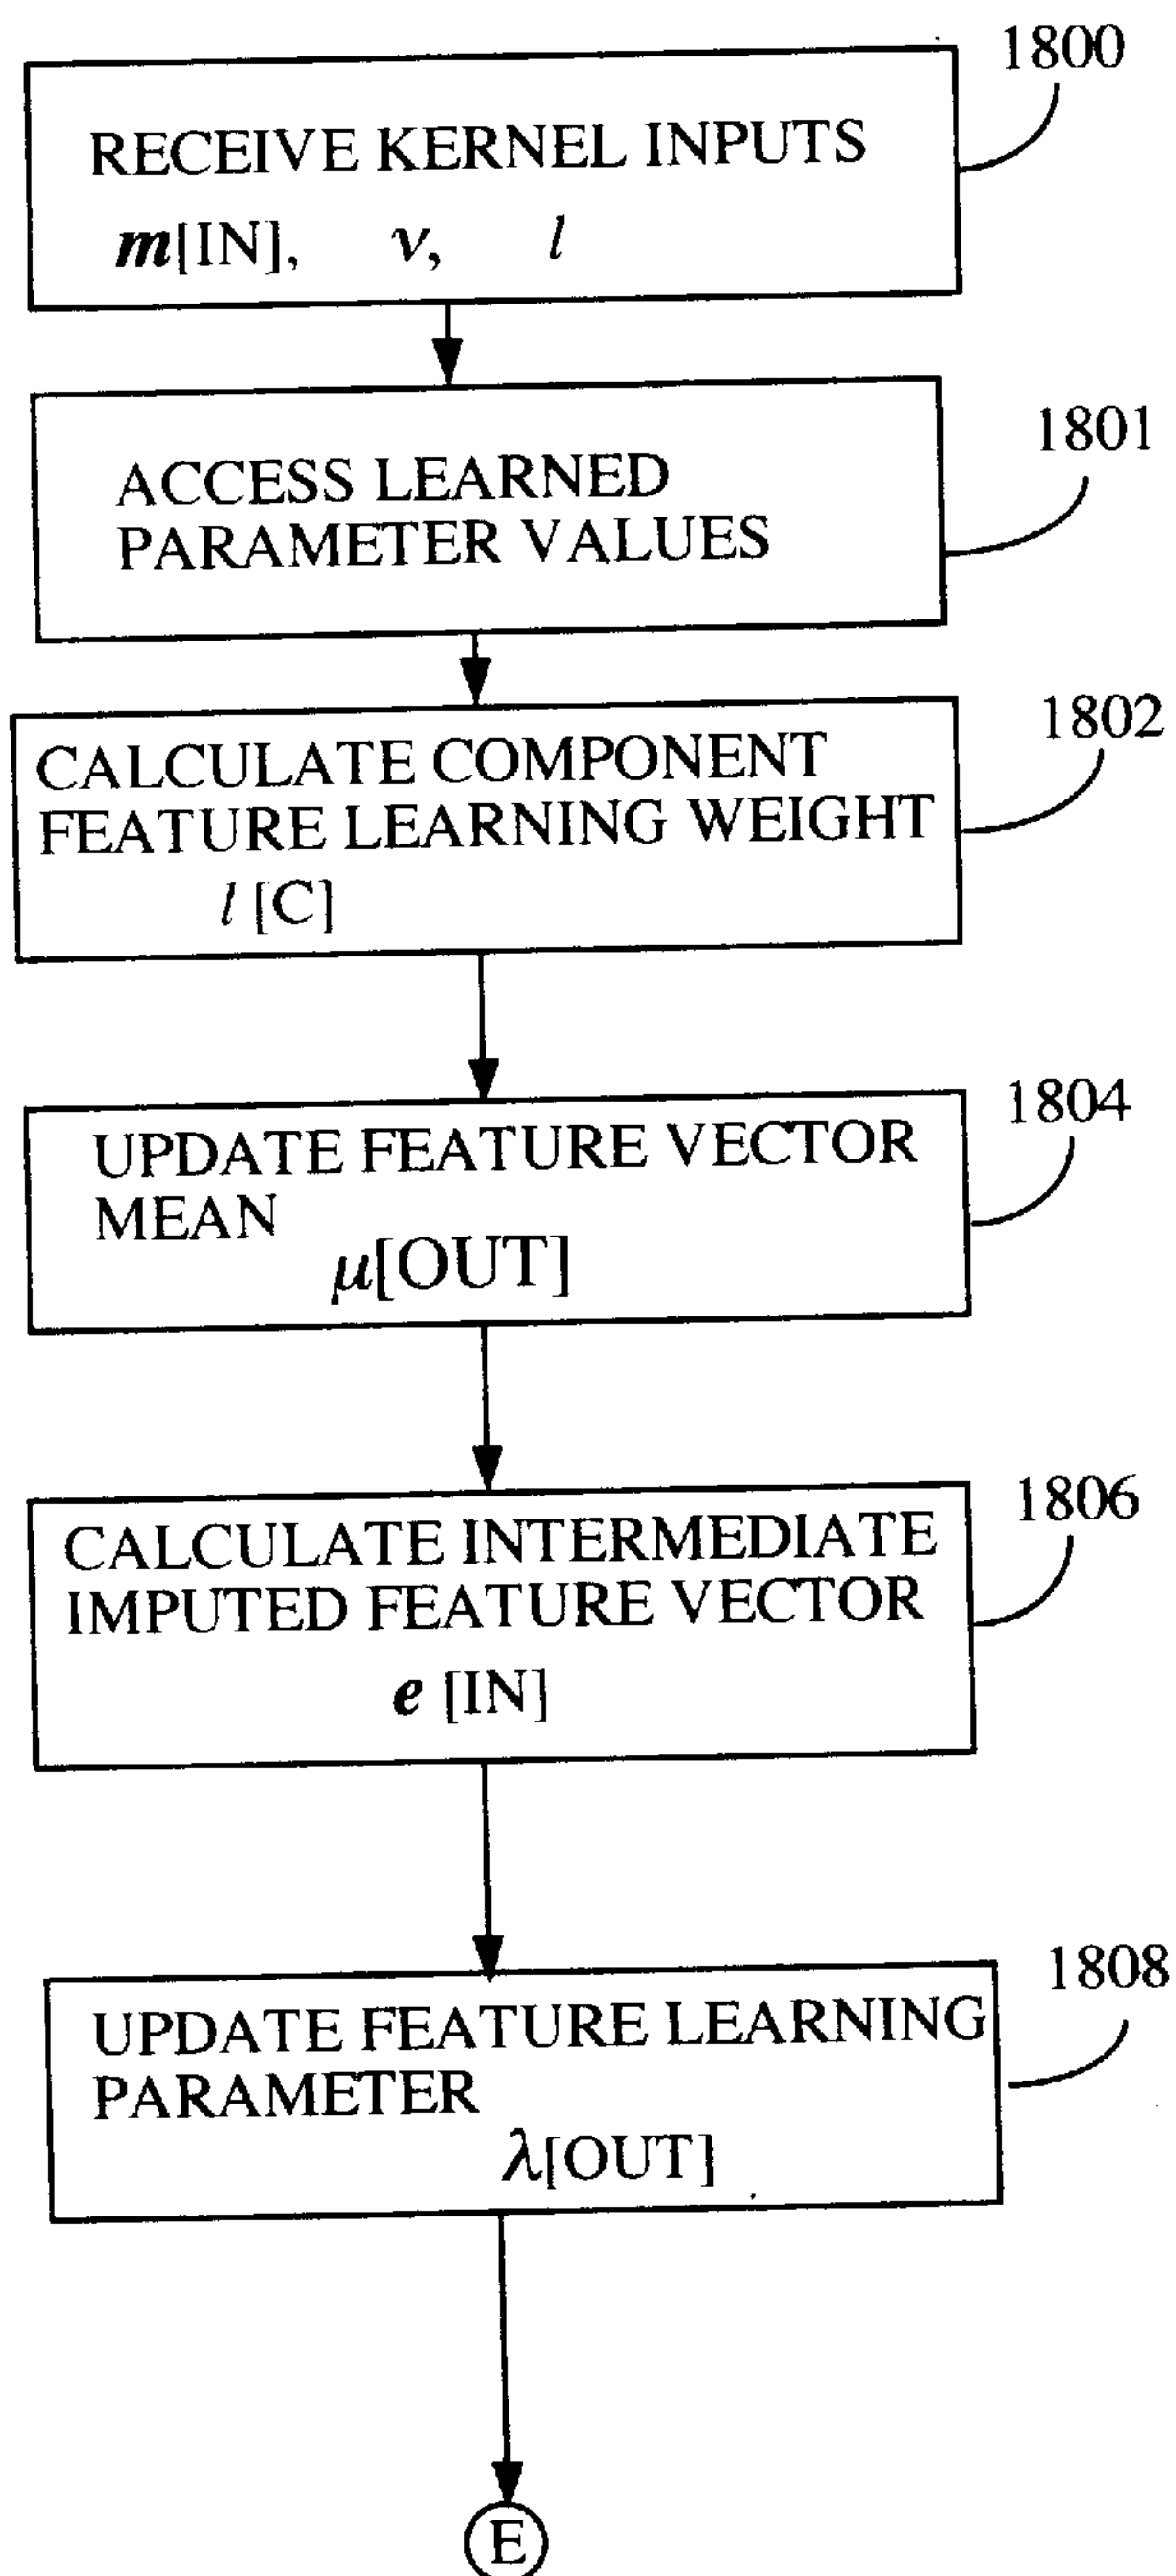 1800
RECEIVE KERNEL INPUTS
m[IN], ν, l
1801
ACCESS LEARNED
PARAMETER VALUES
1802
CALCULATE COMPONENT
FEATURE LEARNING WEIGHT
l [C]
1804
UPDATE FEATURE VECTOR
MEAN
μ[OUT]
1806
CALCULATE INTERMEDIATE
IMPUTED FEATURE VECTOR
e [IN]
1808
UPDATE FEATURE LEARNING
PARAMETER
λ[OUT]
E